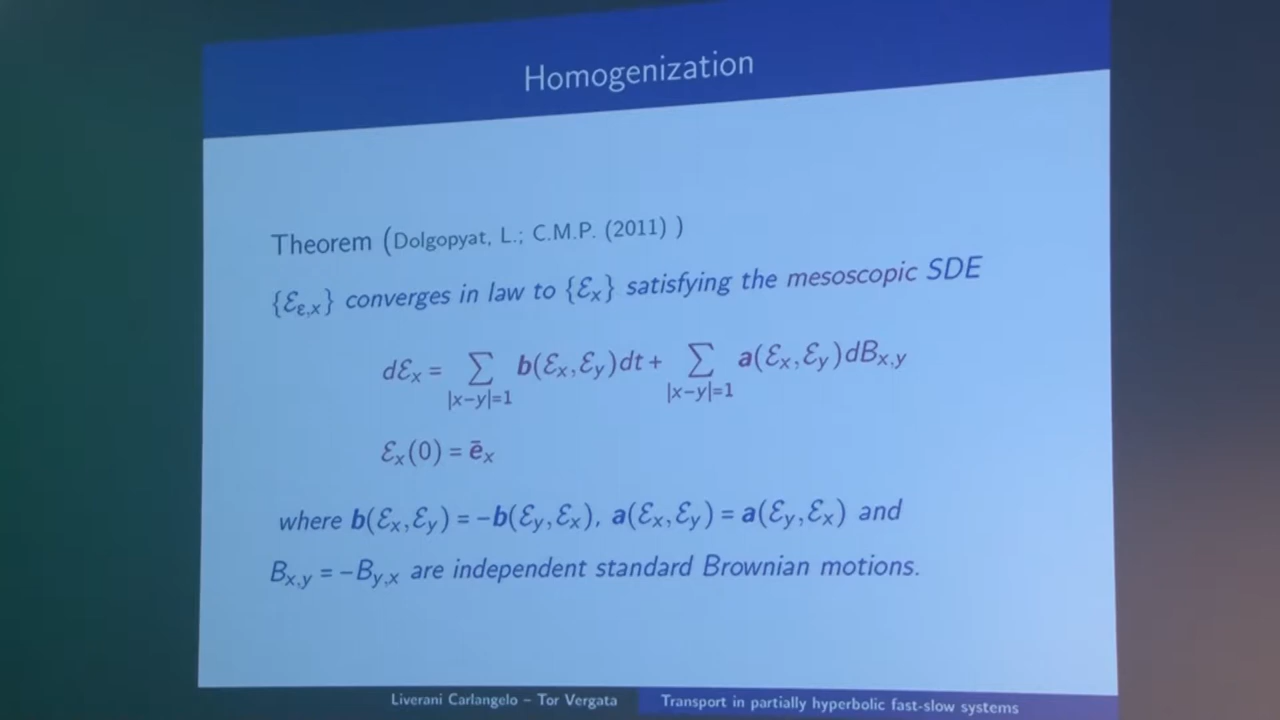 Homogenization
Theorem (Dolgopyat, L.; C.M.P. (2011) )
{ℰ_{ε,x}} converges in law to {ℰ_x} satisfying the mesoscopic SDE
dℰ_x = ∑_{|x−y|=1} b(ℰ_x,ℰ_y)dt + ∑_{|x−y|=1} a(ℰ_x,ℰ_y)dB_{x,y}
ℰ_x(0) = ē_x
where b(ℰ_x,ℰ_y) = −b(ℰ_y,ℰ_x), a(ℰ_x,ℰ_y) = a(ℰ_y,ℰ_x) and
B_{x,y} = −B_{y,x} are independent standard Brownian motions.
Liverani Carlangelo – Tor Vergata Transport in partially hyperbolic fast-slow systems